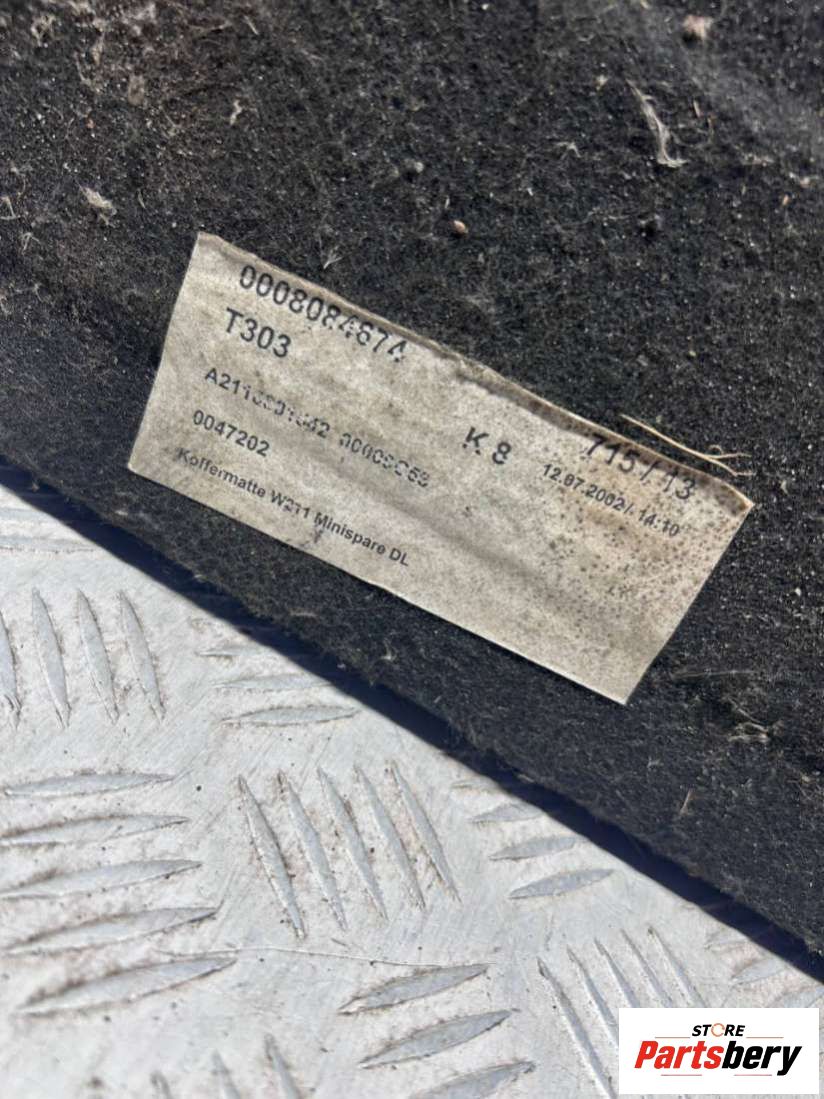 0008084674
T303
K 8
715 / 13
12.07.2002 / 14:10
0047202
Koffermatte W211 Minispare DL
STORE
Partsbery